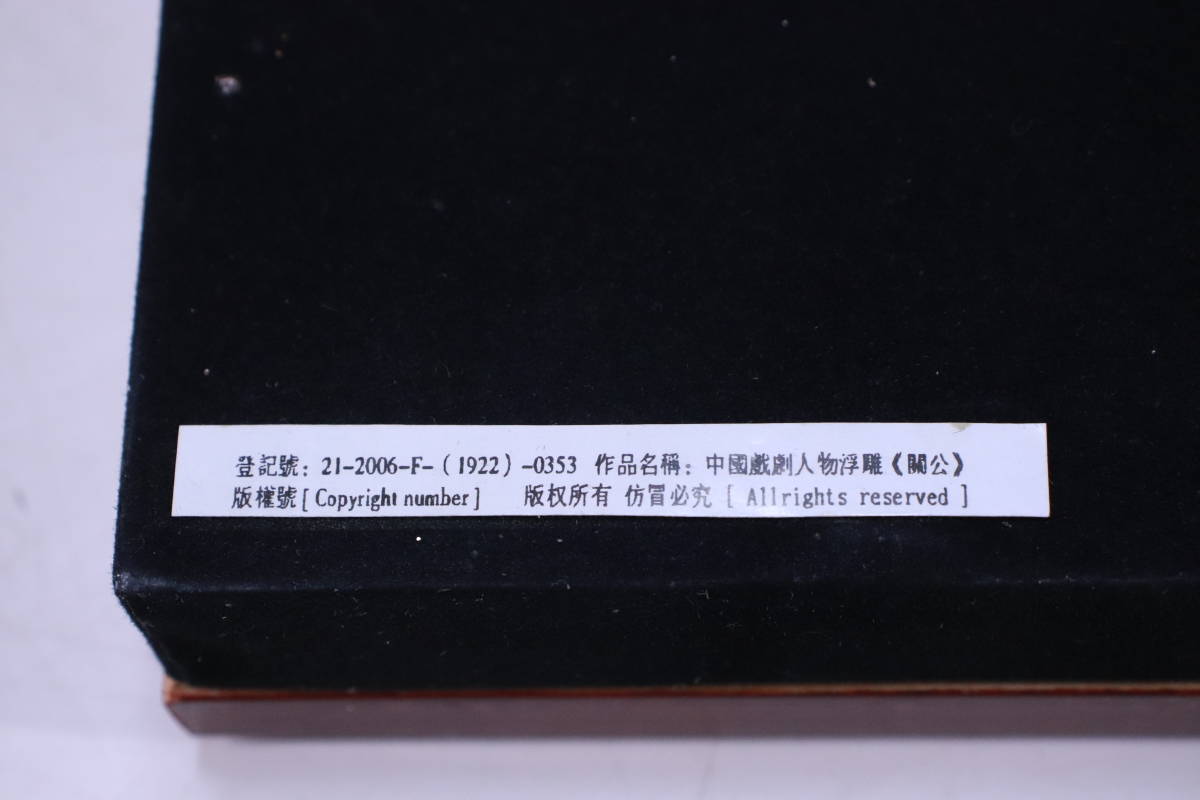 登記號：21-2006-F-（1922）-0353 作品名稱：中國戲劇人物浮雕《關公》
版權號[Copyright number] 版权所有 仿冒必究 [ Allrights reserved ]